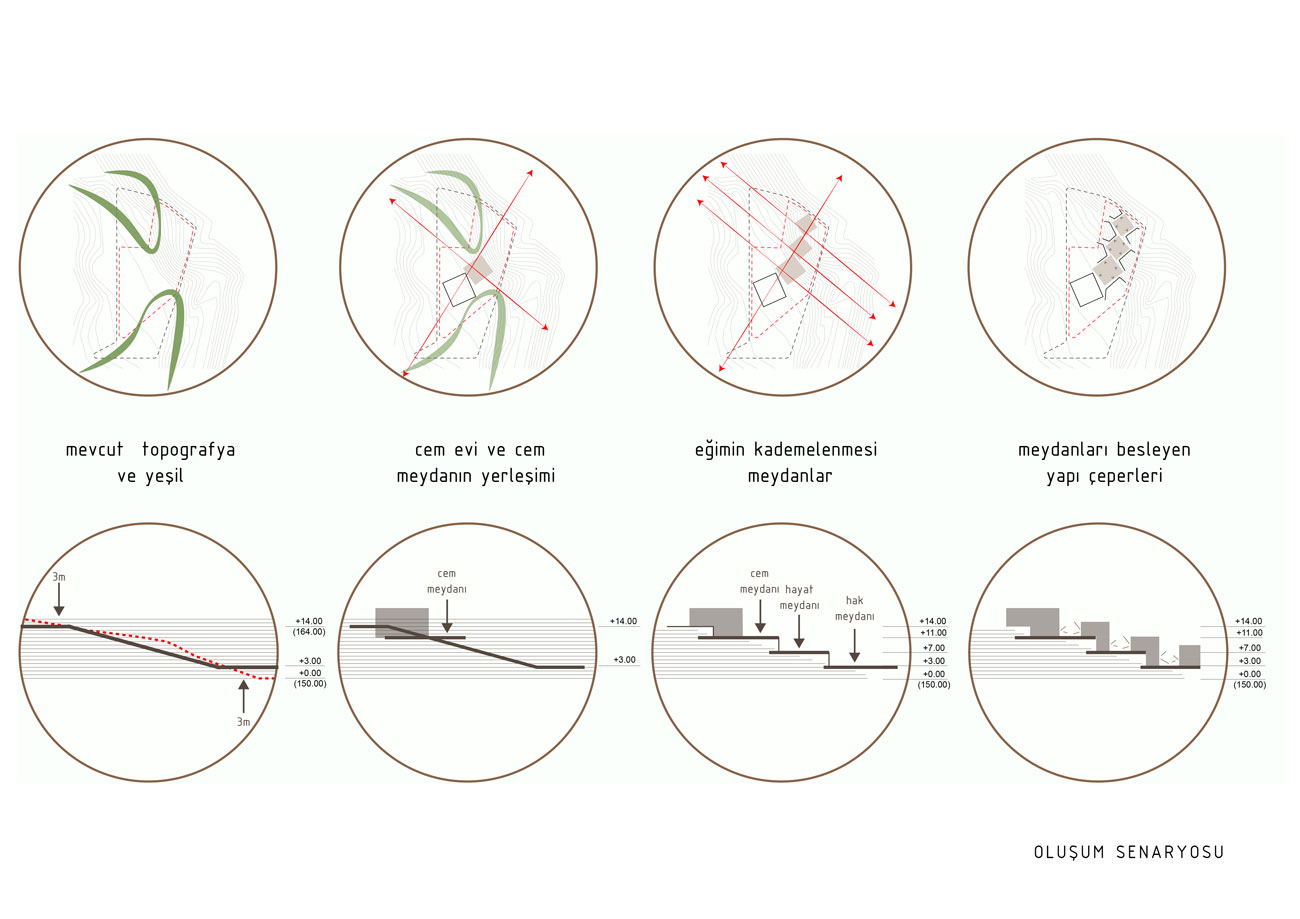 mevcut topografya
ve yeşil
cem evi ve cem
meydanın yerleşimi
eğimin kademelenmesi
meydanlar
meydanları besleyen
yapı çeperleri
3m
+14.00
(164.00)
+3.00
+0.00
(150.00)
3m
cem
meydanı
+14.00
+3.00
cem
meydanı
hayat
meydanı
hak
meydanı
+14.00
+11.00
+7.00
+3.00
+0.00
(150.00)
+14.00
+11.00
+7.00
+3.00
+0.00
(150.00)
OLUŞUM SENARYOSU